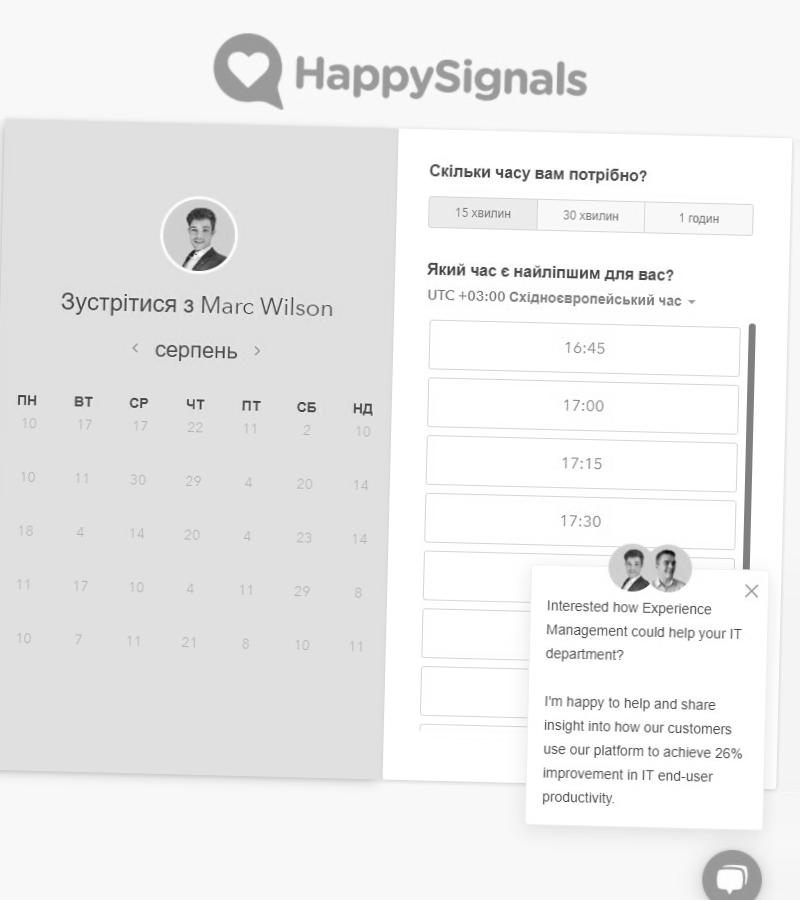 HappySignals
Зустрітися з Marc Wilson
серпень
ПН ВТ СР ЧТ ПТ СБ НД
10 17 17 22 11 2 10
10 11 30 29 4 20 14
18 4 14 20 4 23 14
11 17 10 4 11 29 8
10 7 11 21 8 10 11
Скільки часу вам потрібно?
15 хвилин 30 хвилин 1 годин
Який час є найліпшим для вас?
UTC +03:00 Східноєвропейський час
16:45
17:00
17:15
17:30
Interested how Experience
Management could help your IT
department?
I'm happy to help and share
insight into how our customers
use our platform to achieve 26%
improvement in IT end-user
productivity.